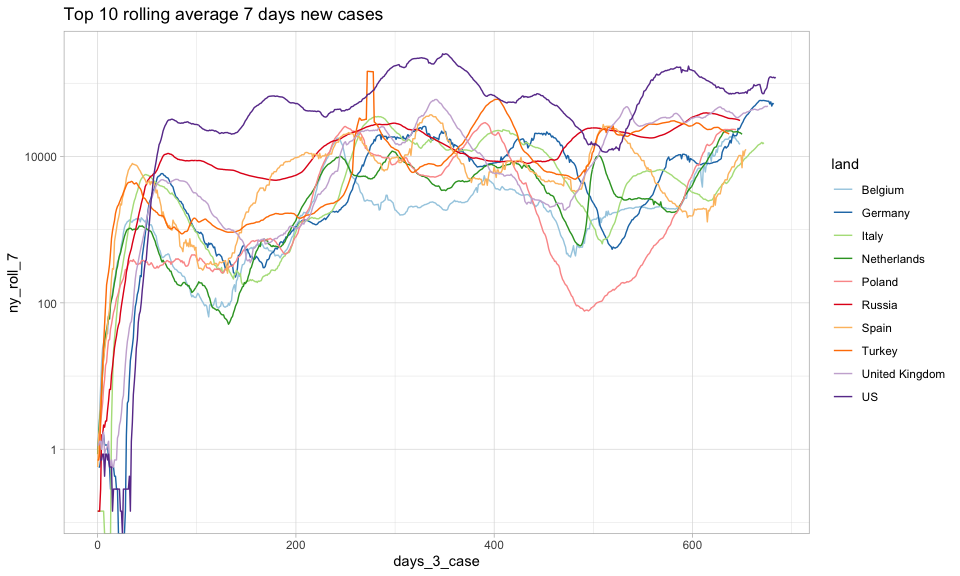 Top 10 rolling average 7 days new cases
ny_roll_7
10000
100
1
0
200
400
600
days_3_case
land
Belgium
Germany
Italy
Netherlands
Poland
Russia
Spain
Turkey
United Kingdom
US